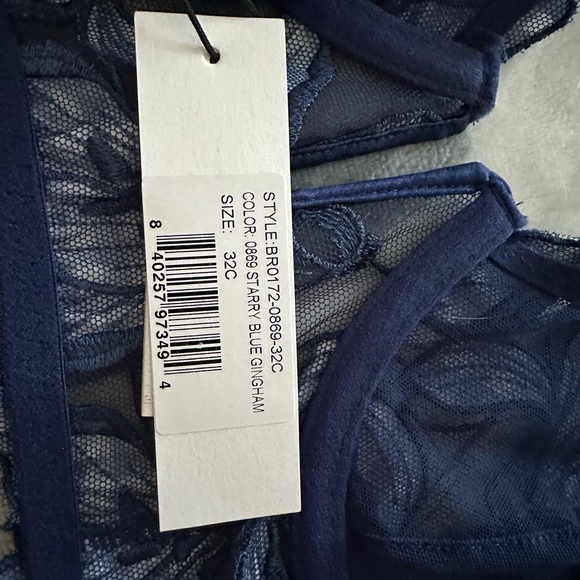 STYLE:BR0172-0869-32C
COLOR: 0869 STARRY BLUE GINGHAM
SIZE: 32C
8 40257 97349 4